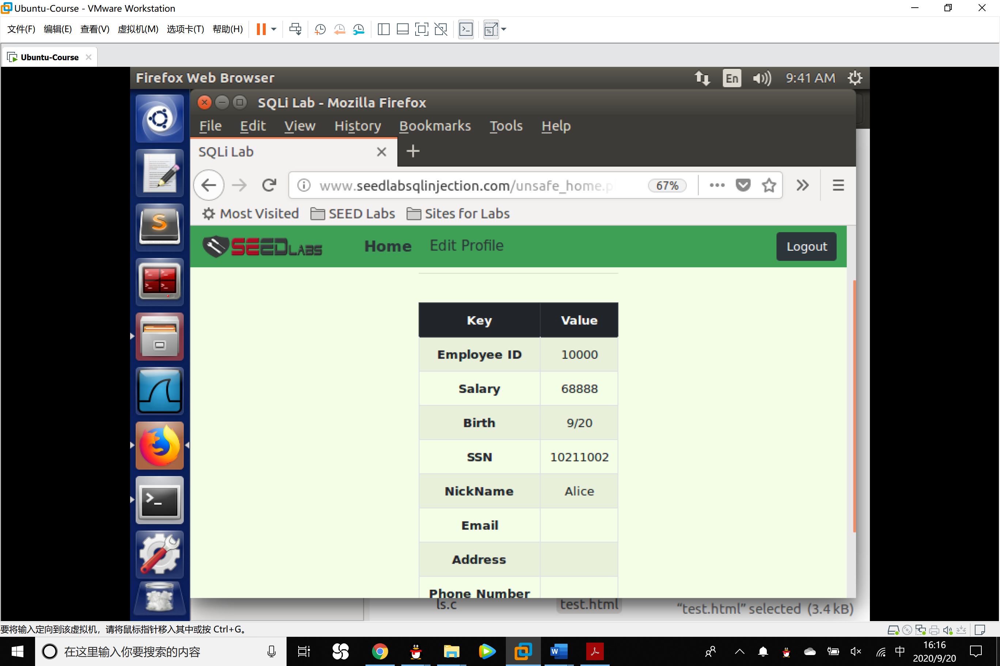 Ubuntu-Course - VMware Workstation
文件(F) 编辑(E) 查看(V) 虚拟机(M) 选项卡(T) 帮助(H)
Ubuntu-Course
Firefox Web Browser
En
9:41 AM
SQLi Lab - Mozilla Firefox
File Edit View History Bookmarks Tools Help
SQLi Lab
www.seedlabsqlinjection.com/unsafe_home.p
67%
Most Visited SEED Labs Sites for Labs
SEEDLABS Home Edit Profile Logout
Key Value
Employee ID 10000
Salary 68888
Birth 9/20
SSN 10211002
NickName Alice
Email
Address
Phone Number
ls.c test.html “test.html” selected (3.4 kB)
要将输入定向到该虚拟机，请将鼠标指针移入其中或按 Ctrl+G。
在这里输入你要搜索的内容
中
16:16
2020/9/20